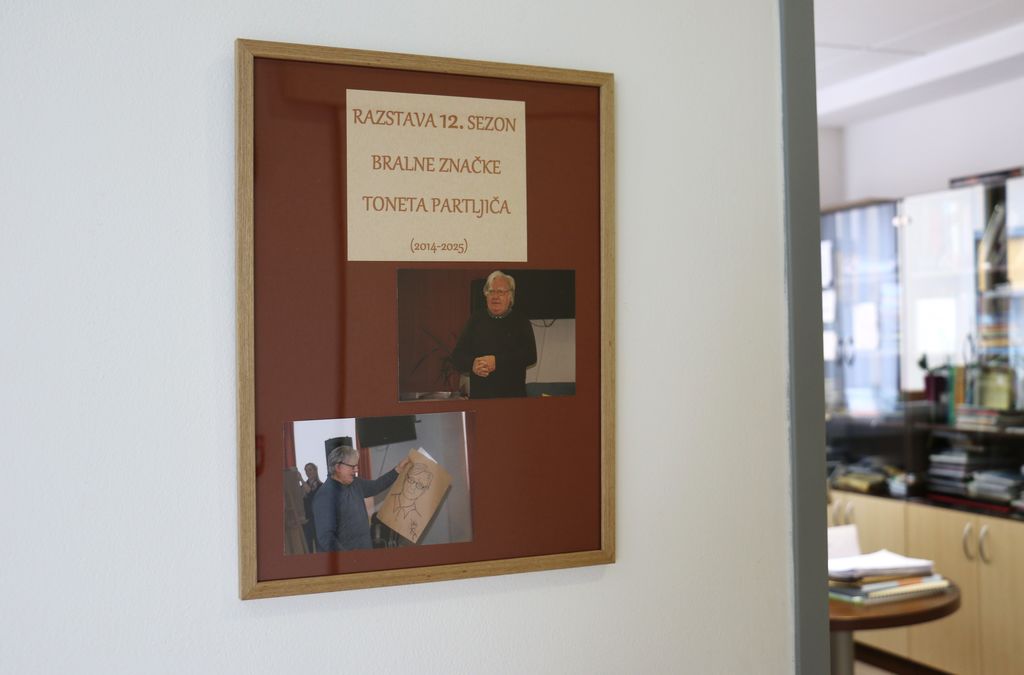 RAZSTAVA 12. SEZON
BRALNE ZNAČKE
TONETA PARTLJIČA
(2014-2025)